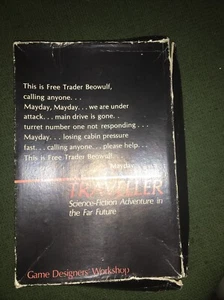 This is Free Trader Beowulf,
calling anyone. . .
Mayday, Mayday. . . we are under
attack. . . main drive is gone. .
turret number one not responding . . .
Mayday. . . losing cabin pressure
fast. . . calling anyone. . . please help. . .
This is Free Trader Beowulf. . .
Mayday. . .
TRAVELLER
Science-Fiction Adventure in
the Far Future
Game Designers' Workshop